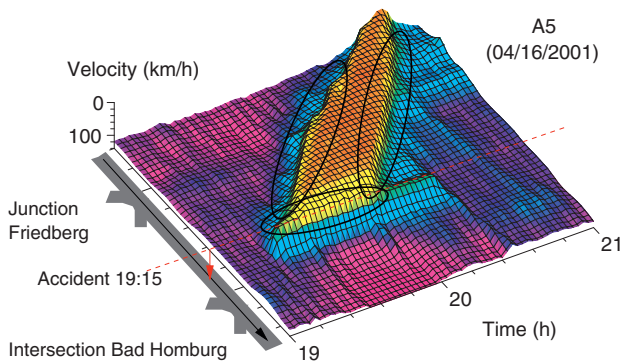 A5
(04/16/2001)
Velocity (km/h)
0
100
Junction
Friedberg
Accident 19:15
Intersection Bad Homburg
19
20
21
Time (h)